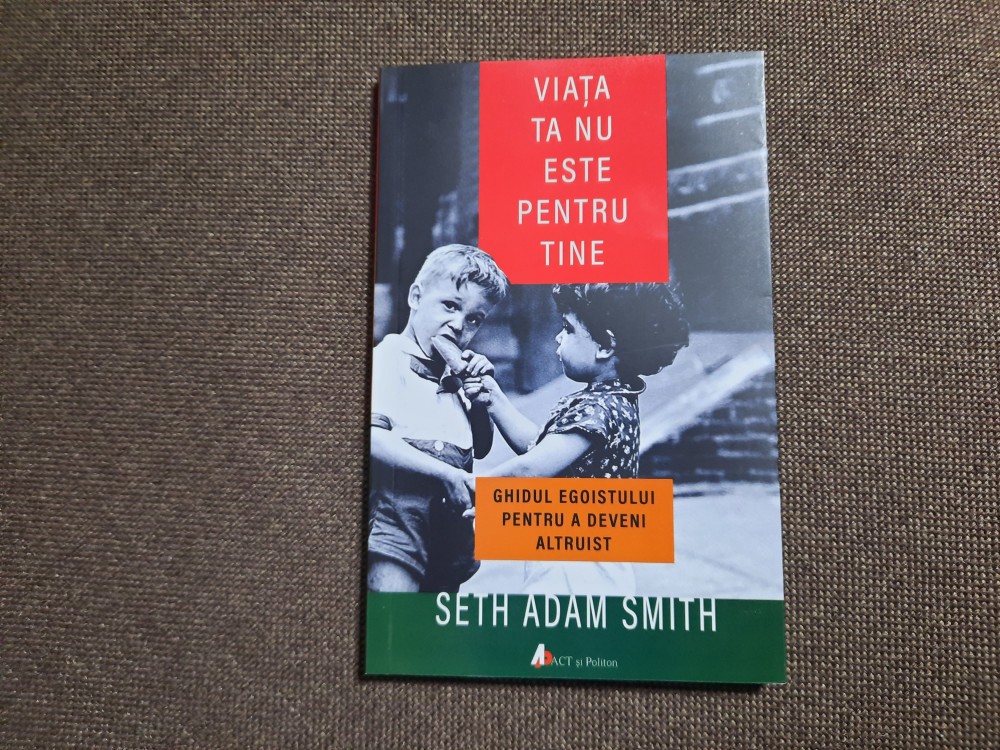 VIAȚA
TA NU
ESTE
PENTRU
TINE
GHIDUL EGOISTULUI
PENTRU A DEVENI
ALTRUIST
SETH ADAM SMITH
ACT și Politon